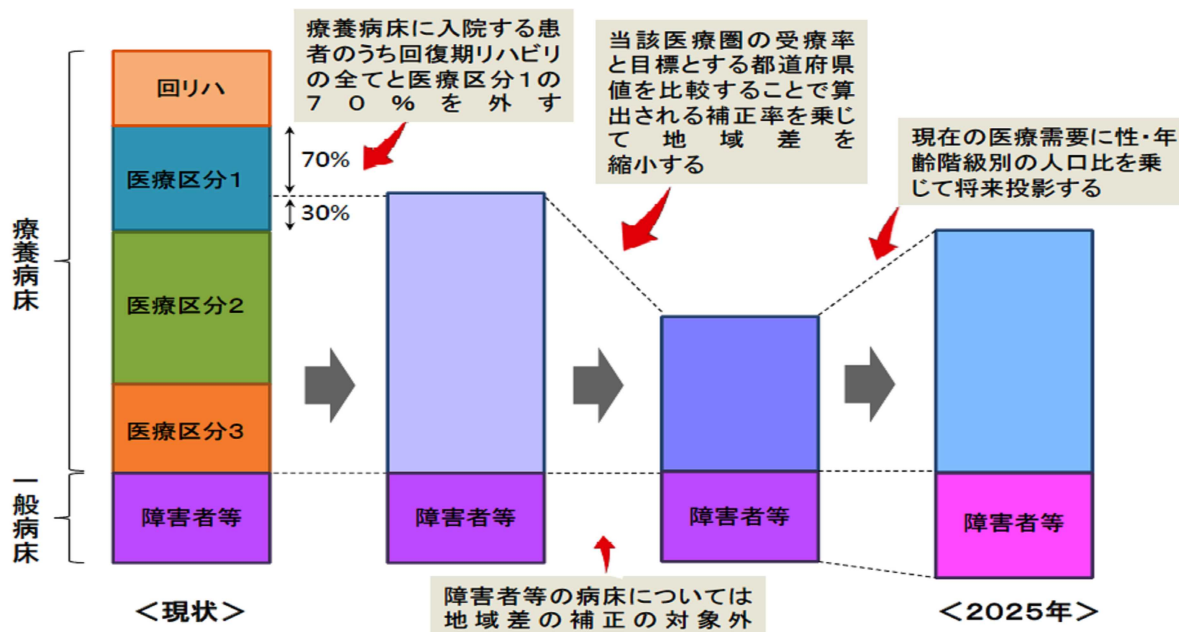 療養病床に入院する患
者のうち回復期リハビリ
の全てと医療区分1の
70%を外す
当該医療圏の受療率
と目標とする都道府県
値を比較することで算
出される補正率を乗じ
て地域差を
縮小する
現在の医療需要に性・年
齢階級別の人口比を乗
じて将来投影する
療養病床
一般病床
回リハ
医療区分1
医療区分2
医療区分3
障害者等
70%
30%
障害者等
障害者等
障害者等
障害者等の病床については
地域差の補正の対象外
＜現状＞
＜2025年＞